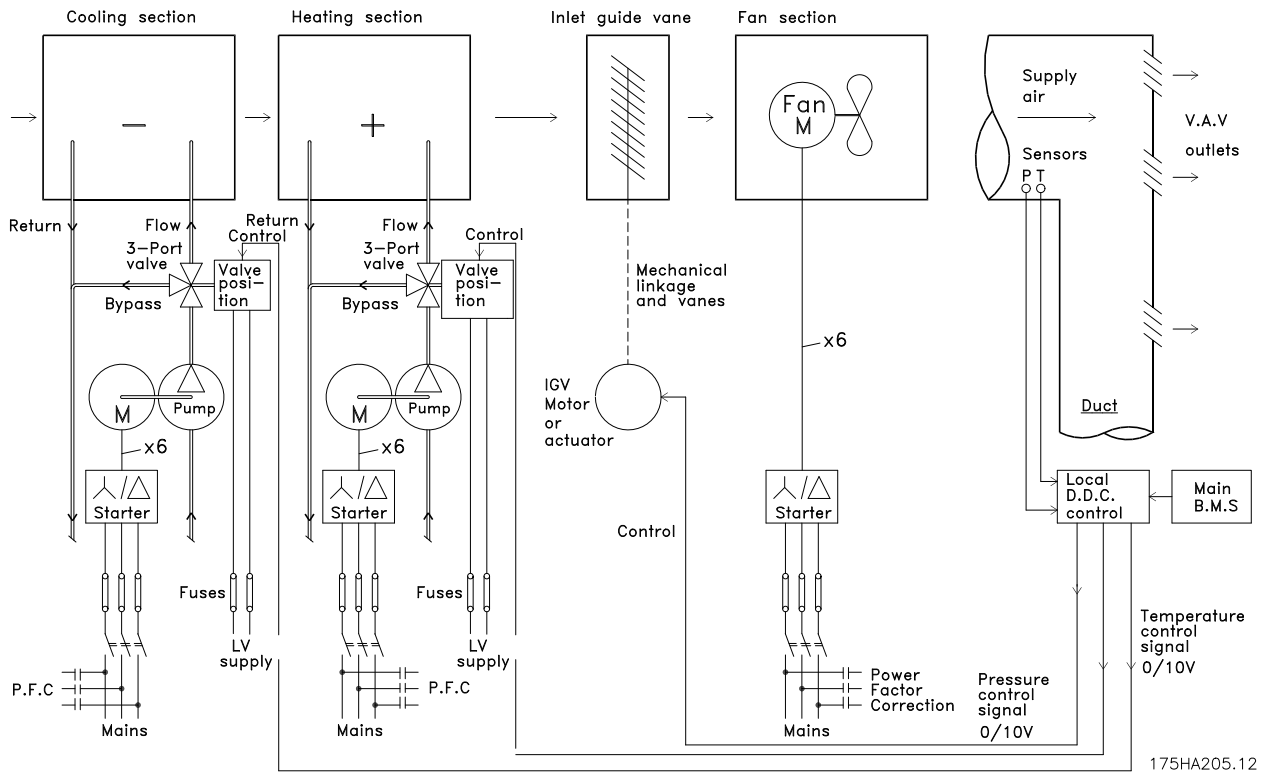 Cooling section
Heating section
Inlet guide vane
Fan section
−
+
Fan
M
Supply
air
V.A.V
outlets
Sensors
P T
Return
Flow
3-Port
valve
Bypass
Return
Control
Valve
posi-
tion
Flow
3-Port
valve
Bypass
Control
Valve
posi-
tion
Mechanical
linkage
and vanes
x6
M
Pump
x6
M
Pump
x6
IGV
Motor
or
actuator
Duct
Starter
Starter
Starter
Local
D.D.C.
control
Main
B.M.S
Control
Fuses
Fuses
LV
supply
LV
supply
P.F.C
Mains
P.F.C
Mains
Power
Factor
Correction
Mains
Pressure
control
signal
0/10V
Temperature
control
signal
0/10V
175HA205.12